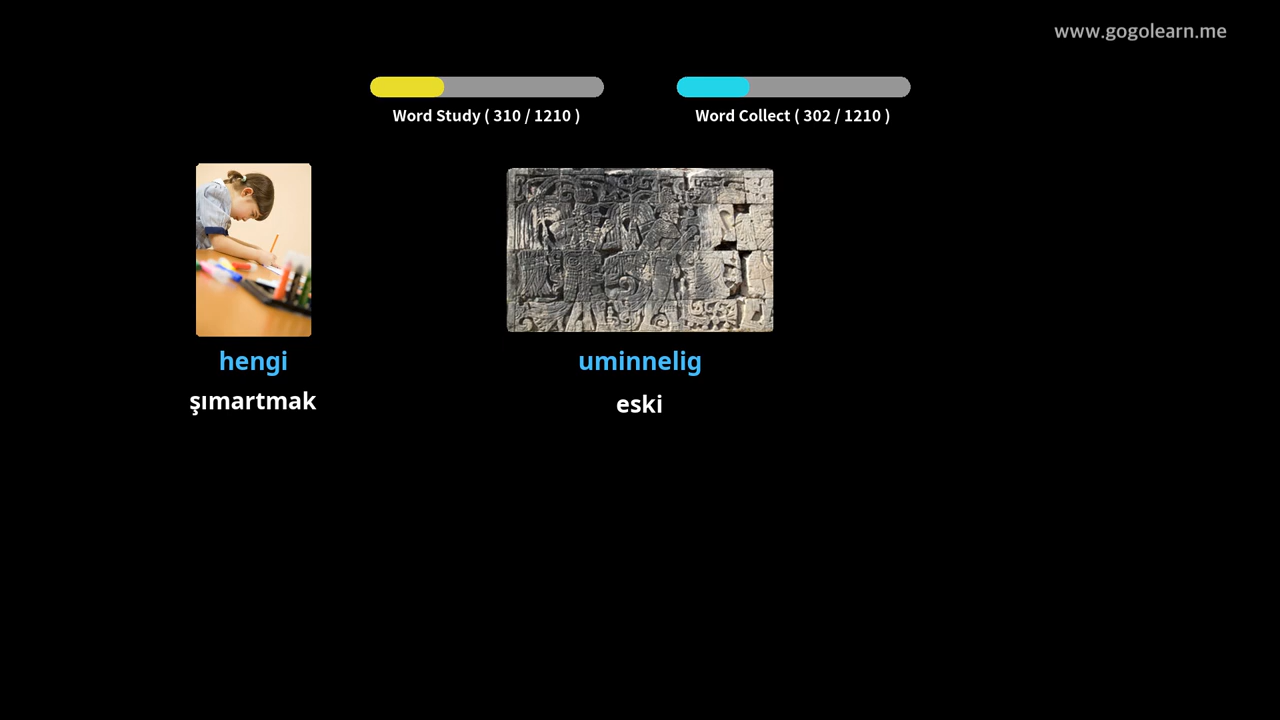 www.gogolearn.me
Word Study ( 310 / 1210 )
Word Collect ( 302 / 1210 )
hengi
uminnelig
şımartmak
eski